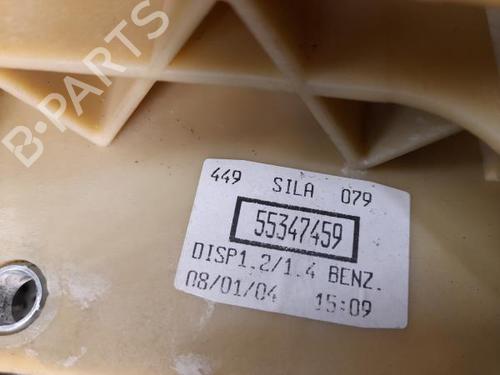 B-PARTS
449 SILA 079
55347459
DISP1.2/1.4 BENZ.
08/01/04 15:09